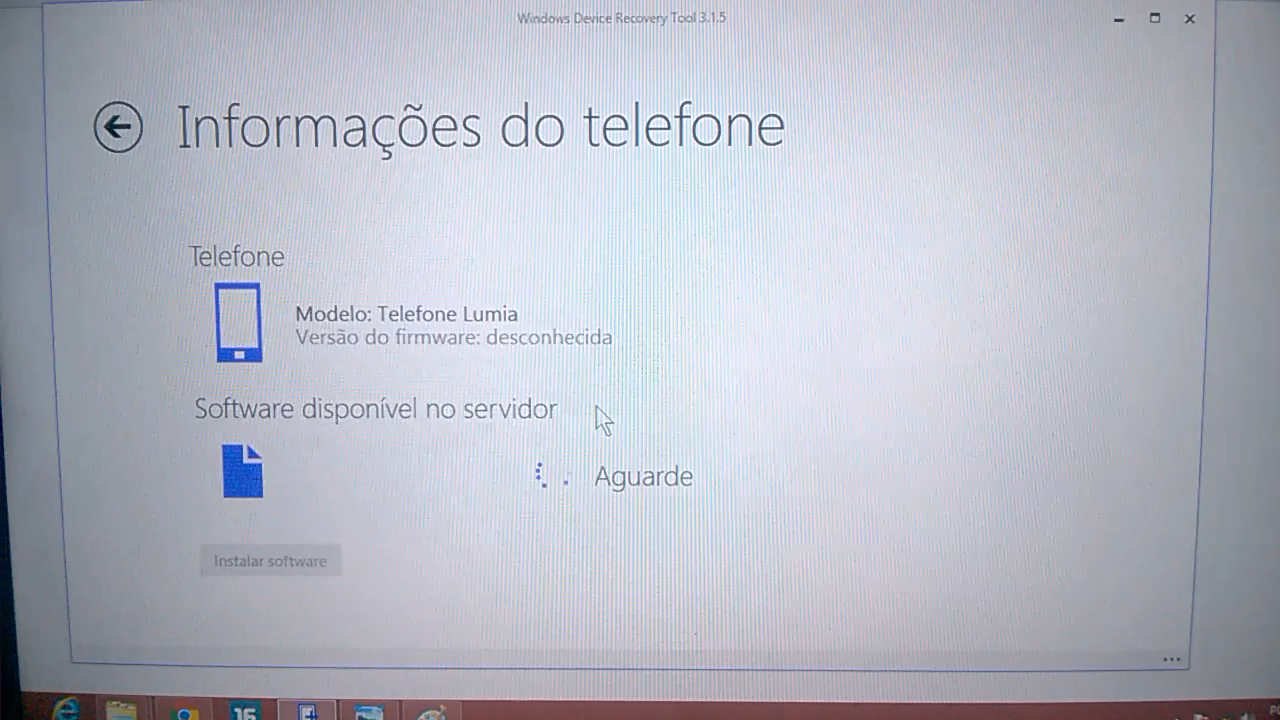 Windows Device Recovery Tool 3.1.5
Informações do telefone
Telefone
Modelo: Telefone Lumia
Versão do firmware: desconhecida
Software disponível no servidor
Aguarde
Instalar software
16